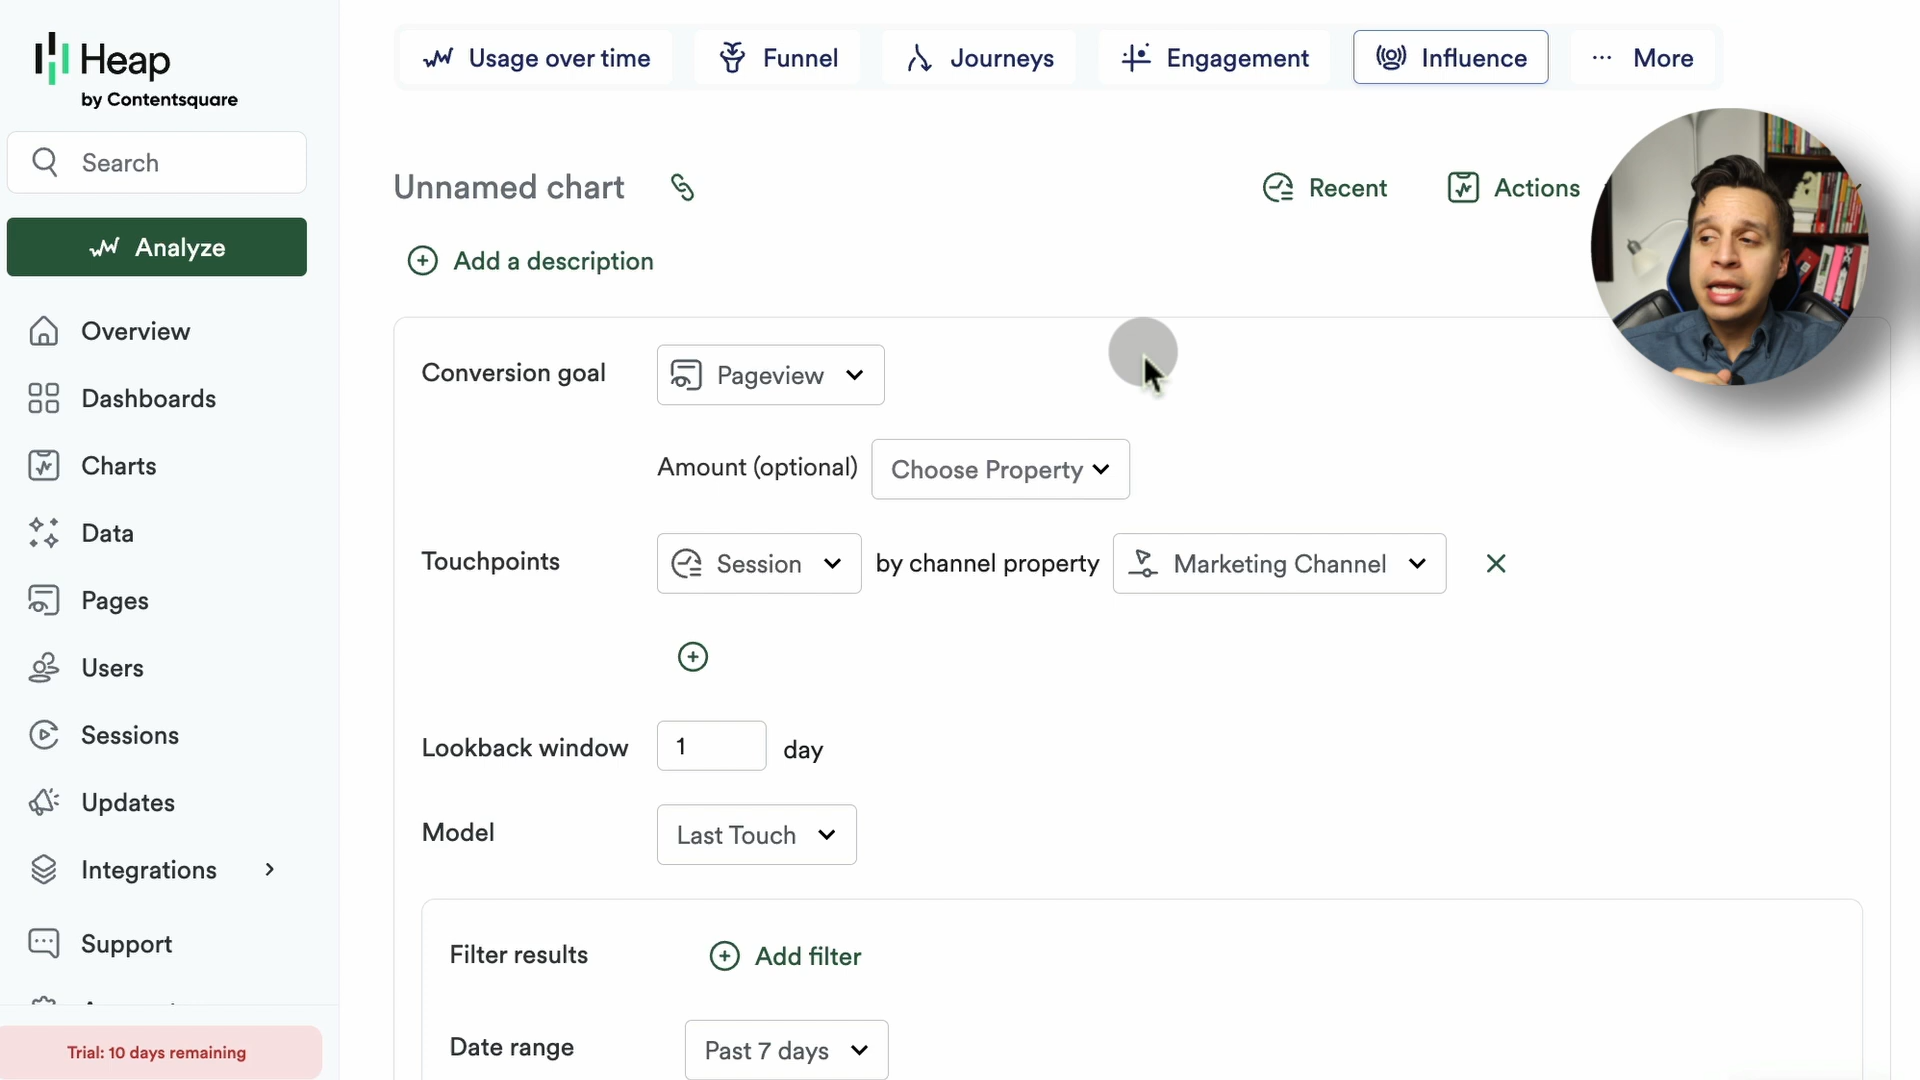 Heap
by Contentsquare
Search
Analyze
Overview
Dashboards
Charts
Data
Pages
Users
Sessions
Updates
Integrations
Support
Trial: 10 days remaining
Usage over time
Funnel
Journeys
Engagement
Influence
More
Unnamed chart
Recent
Actions
Add a description
Conversion goal
Pageview
Amount (optional)
Choose Property
Touchpoints
Session
by channel property
Marketing Channel
Lookback window
1
day
Model
Last Touch
Filter results
Add filter
Date range
Past 7 days